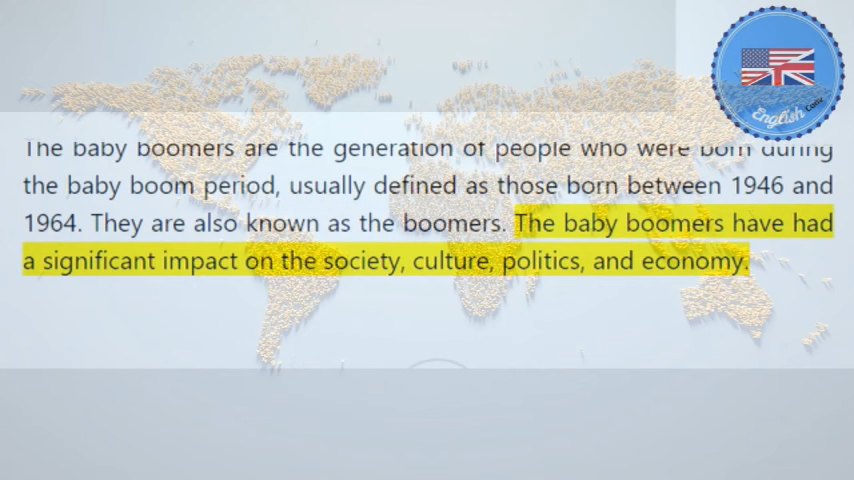 The baby boomers are the generation of people who were born during
the baby boom period, usually defined as those born between 1946 and
1964. They are also known as the boomers. The baby boomers have had
a significant impact on the society, culture, politics, and economy.
English Conv